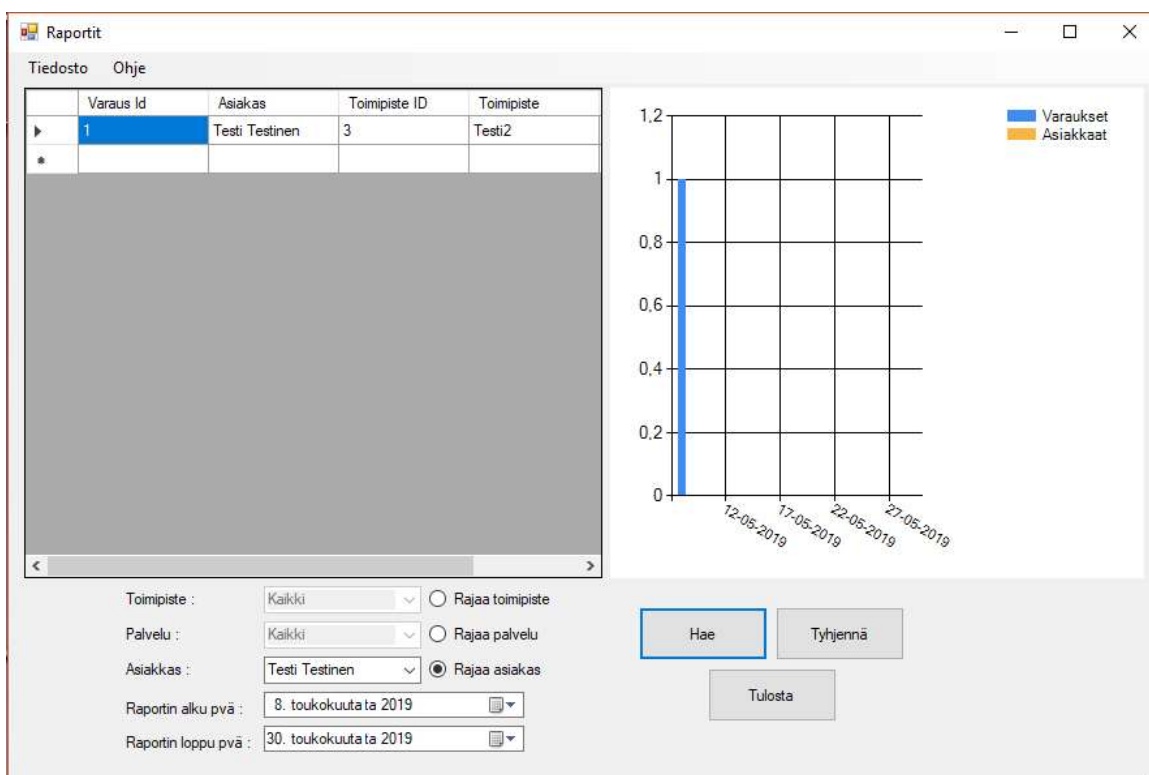 Raportit
Tiedosto Ohje
Varaus Id Asiakas Toimipiste ID Toimipiste
1 Testi Testinen 3 Testi2
1,2
1
0,8
0,6
0,4
0,2
0
12-05-2019 17-05-2019 22-05-2019 27-05-2019
Varaukset
Asiakkaat
Toimipiste : Kaikki Rajaa toimipiste
Palvelu : Kaikki Rajaa palvelu
Asiakkas : Testi Testinen Rajaa asiakas
Raportin alku pvä : 8. toukokuuta ta 2019
Raportin loppu pvä : 30. toukokuuta ta 2019
Hae Tyhjennä
Tulosta